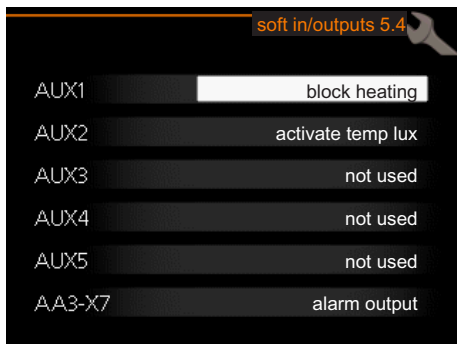 soft in/outputs 5.4
AUX1 block heating
AUX2 activate temp lux
AUX3 not used
AUX4 not used
AUX5 not used
AA3-X7 alarm output